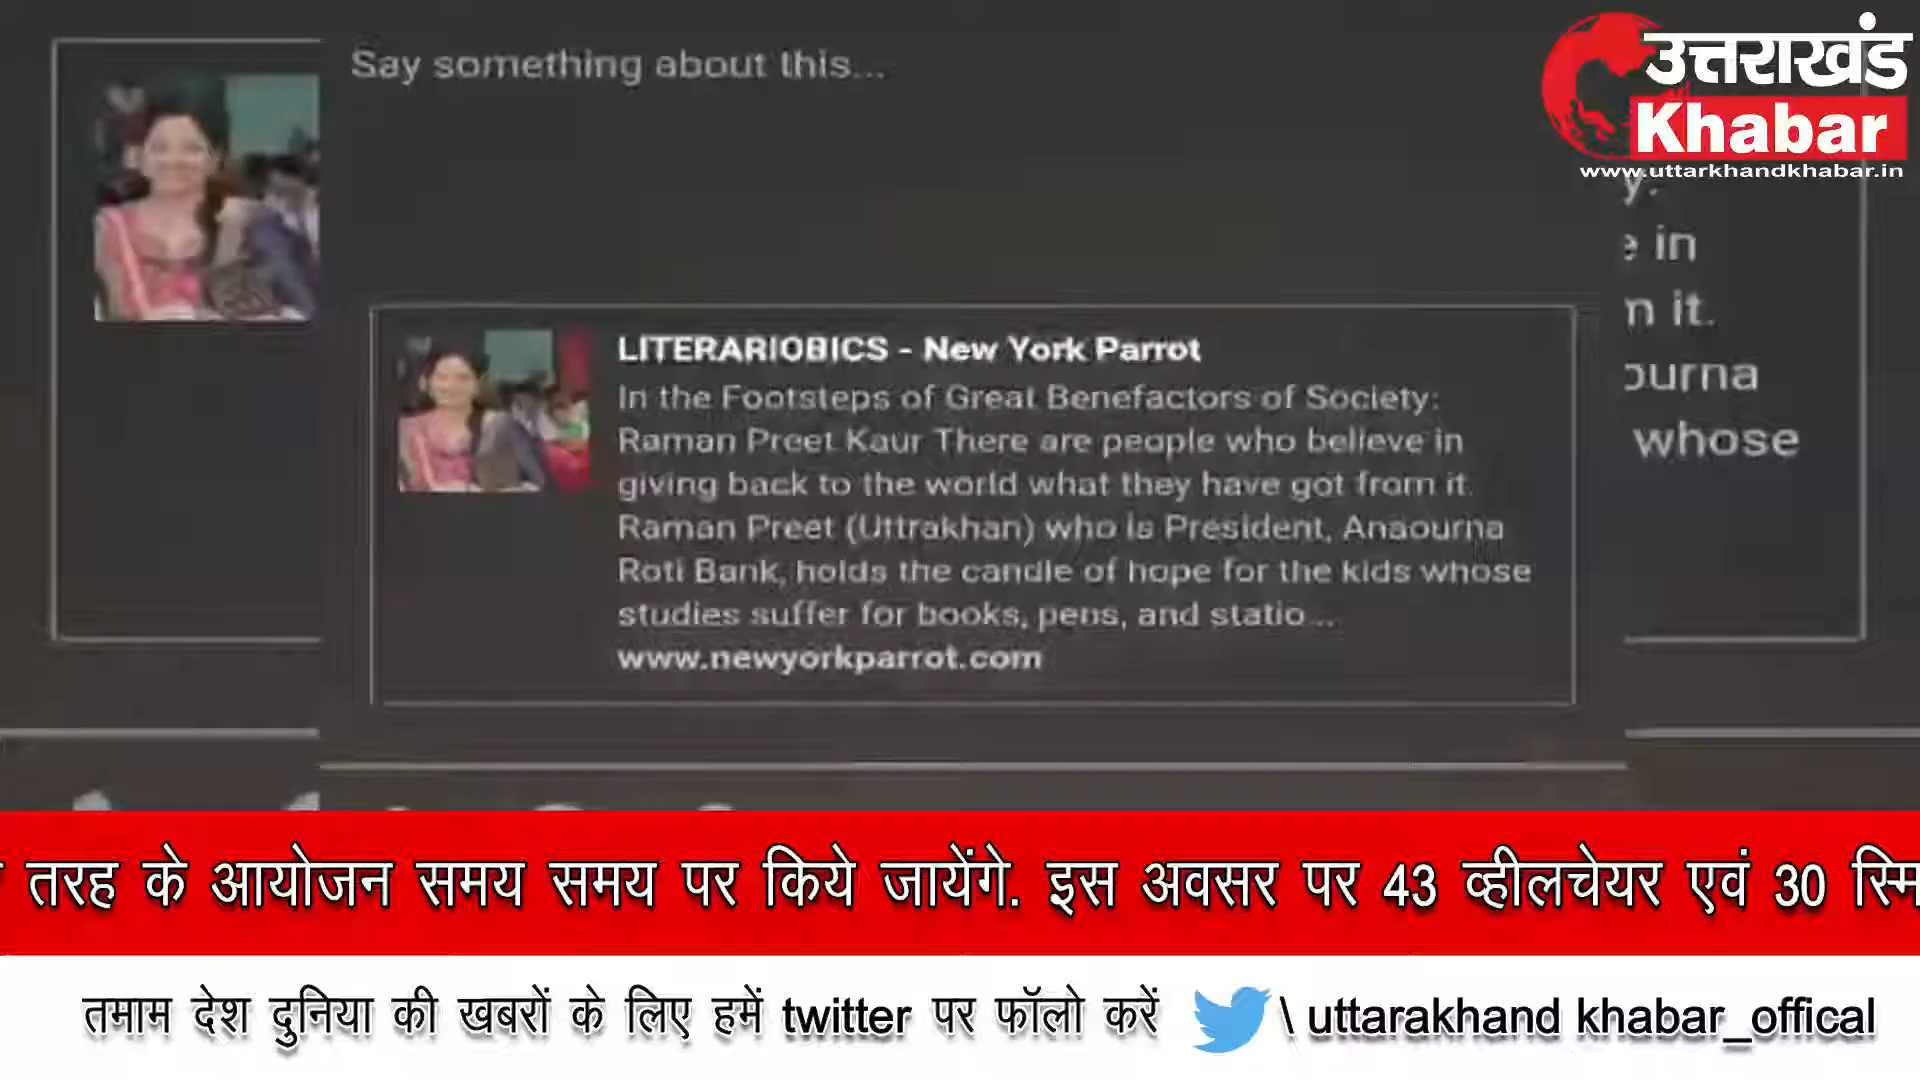 Say something about this...
उत्तराखंड
Khabar
www.uttarkhandkhabar.in
y.
e in
m it.
ourna
whose
LITERARIOBICS - New York Parrot
In the Footsteps of Great Benefactors of Society:
Raman Preet Kaur There are people who believe in
giving back to the world what they have got from it.
Raman Preet (Uttrakhan) who is President, Anaourna
Roti Bank, holds the candle of hope for the kids whose
studies suffer for books, pens, and statio...
www.newyorkparrot.com
तरह के आयोजन समय समय पर किये जायेंगे. इस अवसर पर 43 व्हीलचेयर एवं 30 स्मि
तमाम देश दुनिया की खबरों के लिए हमें twitter पर फॉलो करें \ uttarakhand khabar_offical